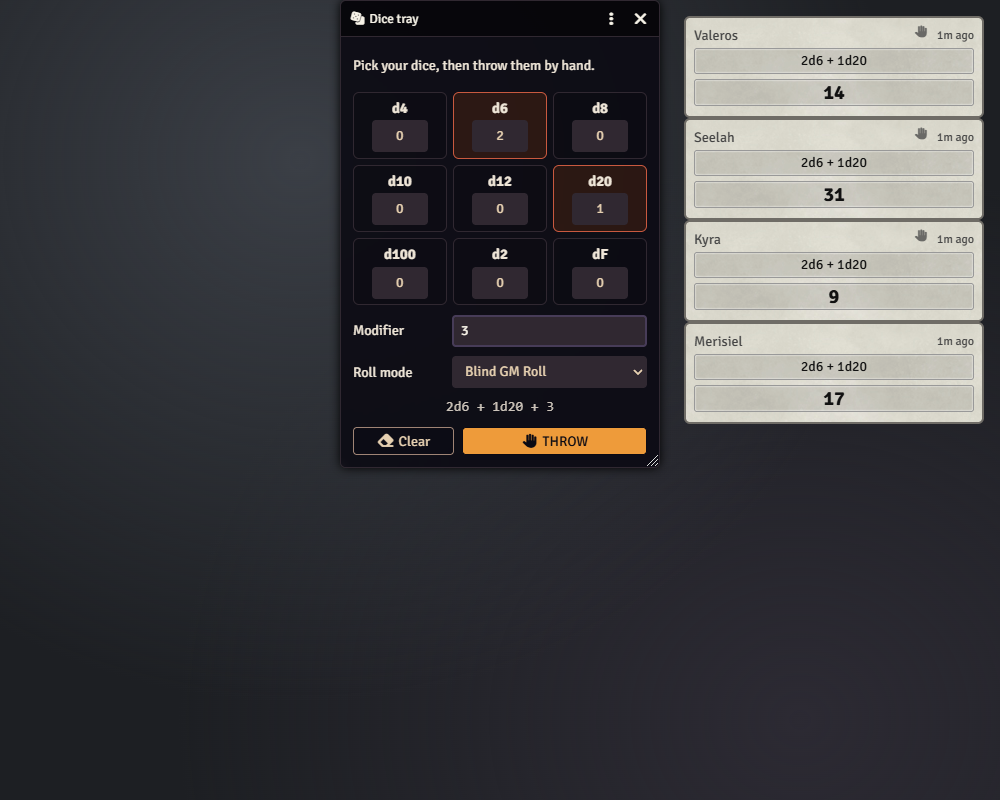 Dice tray
Pick your dice, then throw them by hand.
d4 d6 d8
0 2 0
d10 d12 d20
0 0 1
d100 d2 dF
0 0 0
Modifier 3
Roll mode Blind GM Roll
2d6 + 1d20 + 3
Clear THROW
Valeros 1m ago
2d6 + 1d20
14
Seelah 1m ago
2d6 + 1d20
31
Kyra 1m ago
2d6 + 1d20
9
Merisiel 1m ago
2d6 + 1d20
17